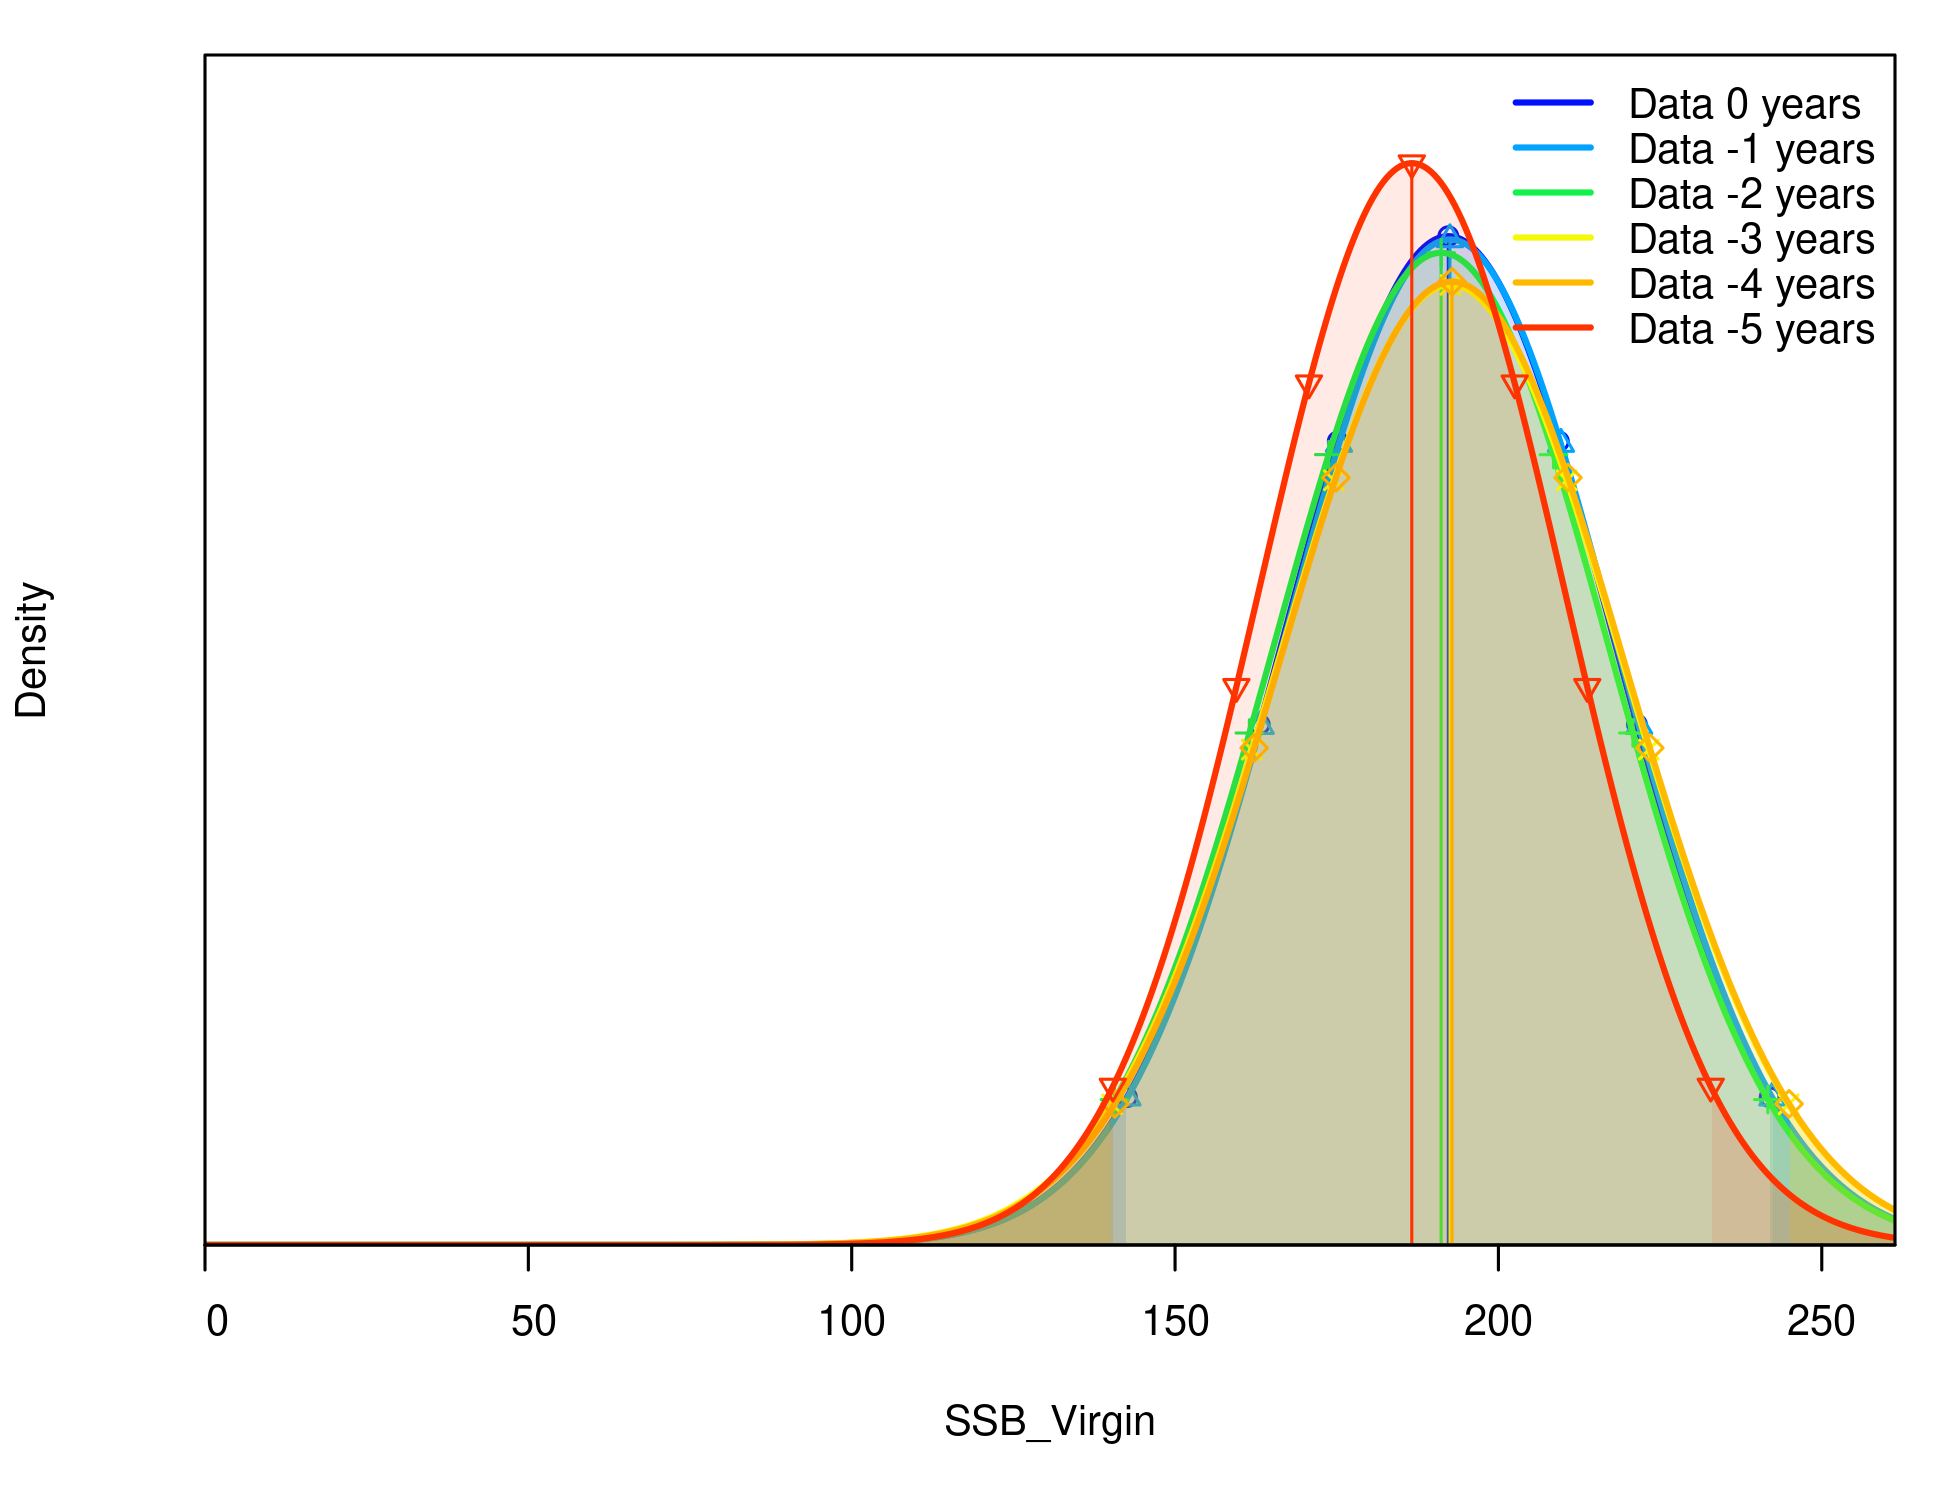 Data 0 years
Data -1 years
Data -2 years
Data -3 years
Data -4 years
Data -5 years
Density
0 50 100 150 200 250
SSB_Virgin